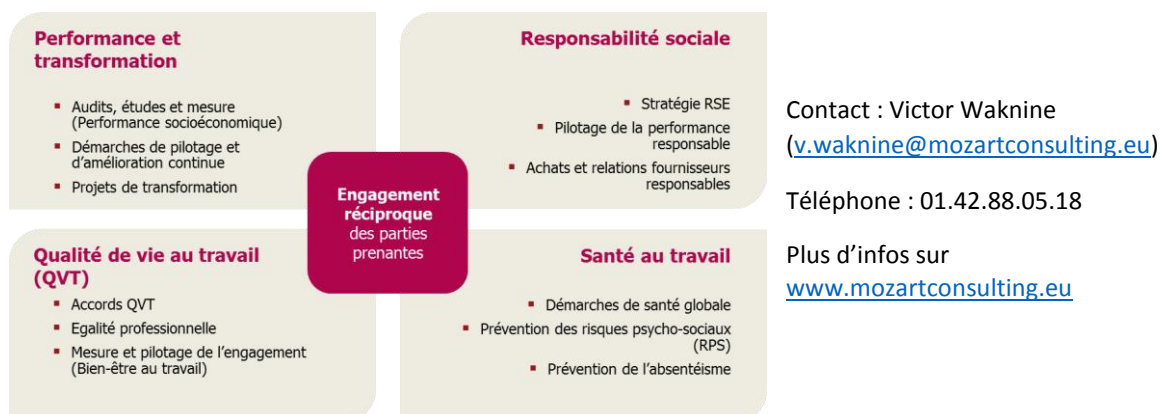 Performance et
transformation
Audits, études et mesure
(Performance socioéconomique)
Démarches de pilotage et
d'amélioration continue
Projets de transformation
Responsabilité sociale
Stratégie RSE
Pilotage de la performance
responsable
Achats et relations fournisseurs
responsables
Engagement
réciproque
des parties
prenantes
Qualité de vie au travail
(QVT)
Accords QVT
Egalité professionnelle
Mesure et pilotage de l'engagement
(Bien-être au travail)
Santé au travail
Démarches de santé globale
Prévention des risques psycho-sociaux
(RPS)
Prévention de l'absentéisme
Contact : Victor Waknine
(v.waknine@mozartconsulting.eu)
Téléphone : 01.42.88.05.18
Plus d'infos sur
www.mozartconsulting.eu